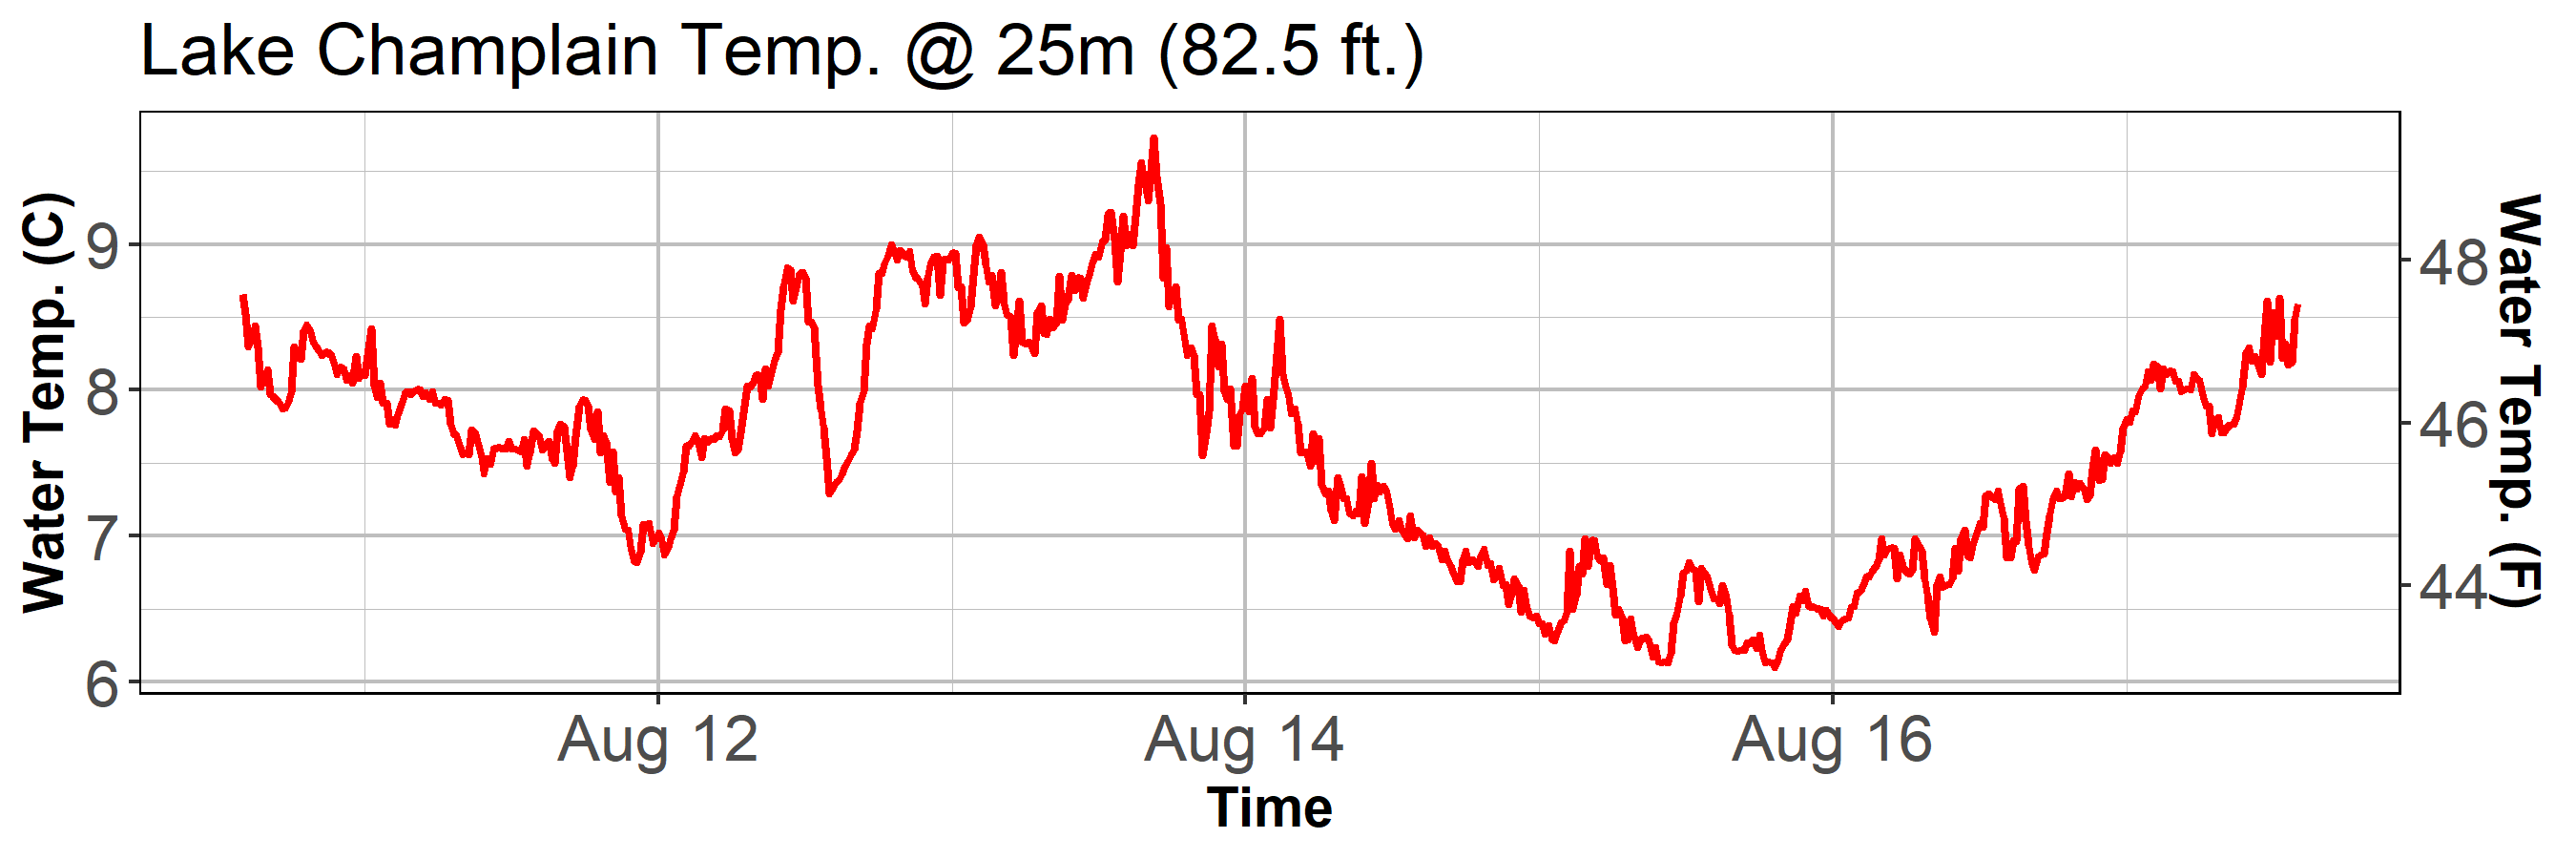 Lake Champlain Temp. @ 25m (82.5 ft.)
Water Temp. (C)
9
8
7
6
48
46
44
Water Temp. (F)
Aug 12 Aug 14 Aug 16
Time